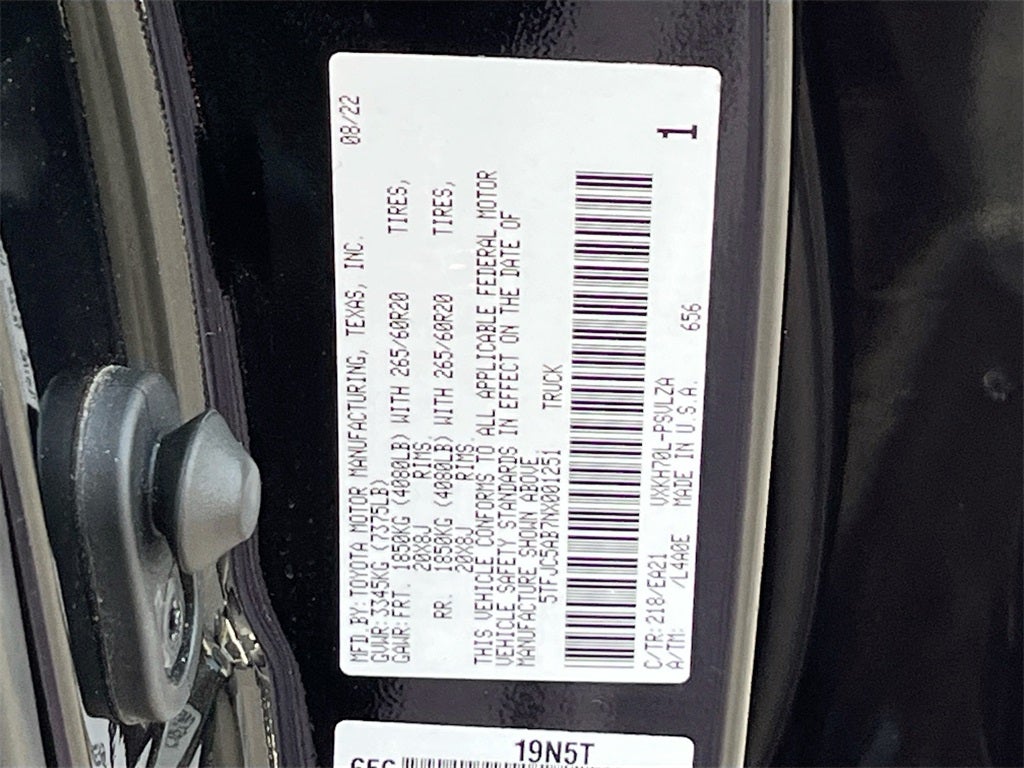 MFD.BY:TOYOTA MOTOR MANUFACTURING, TEXAS, INC. 08/22
GVWR:3345KG (7375LB)
GAWR:FRT. 1850KG (4080LB) WITH 265/60R20 TIRES,
20X8J RIMS.
RR. 1850KG (4080LB) WITH 265/60R20 TIRES,
20X8J RIMS.
THIS VEHICLE CONFORMS TO ALL APPLICABLE FEDERAL MOTOR
VEHICLE SAFETY STANDARDS IN EFFECT ON THE DATE OF
MANUFACTURE SHOWN ABOVE.
5TFJC5AB7NX001251 TRUCK
C/TR:218/EA21 VXKH70L-PSVLZA 656
A/TM: /L4A0E MADE IN U.S.A.
1
19N5T